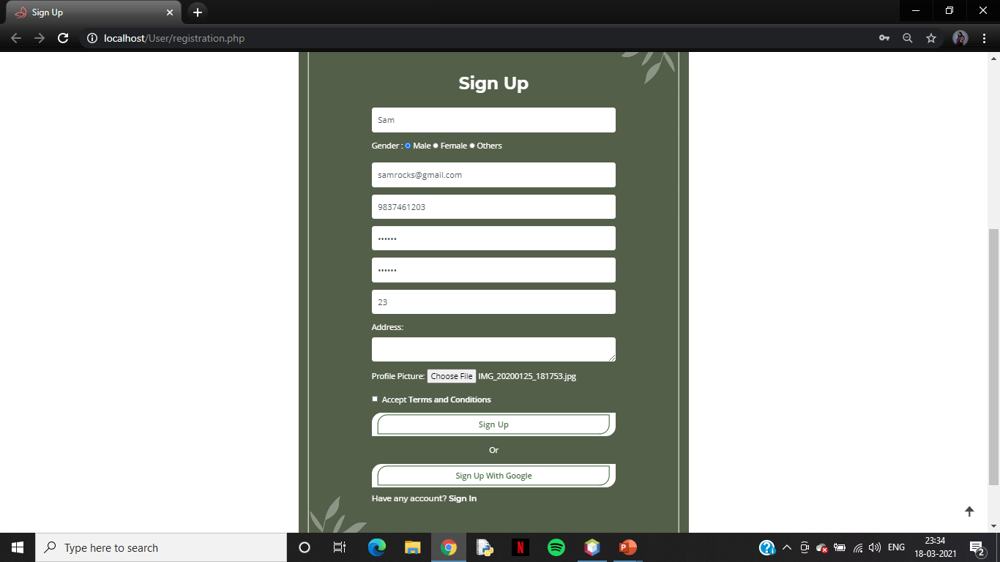 Sign Up
localhost/User/registration.php
Sign Up
Sam
Gender : Male Female Others
samrocks@gmail.com
9837461203
••••••
••••••
23
Address:
Profile Picture: Choose File IMG_20200125_181753.jpg
Accept Terms and Conditions
Sign Up
Or
Sign Up With Google
Have any account? Sign In
Type here to search
ENG
23:34
18-03-2021
2